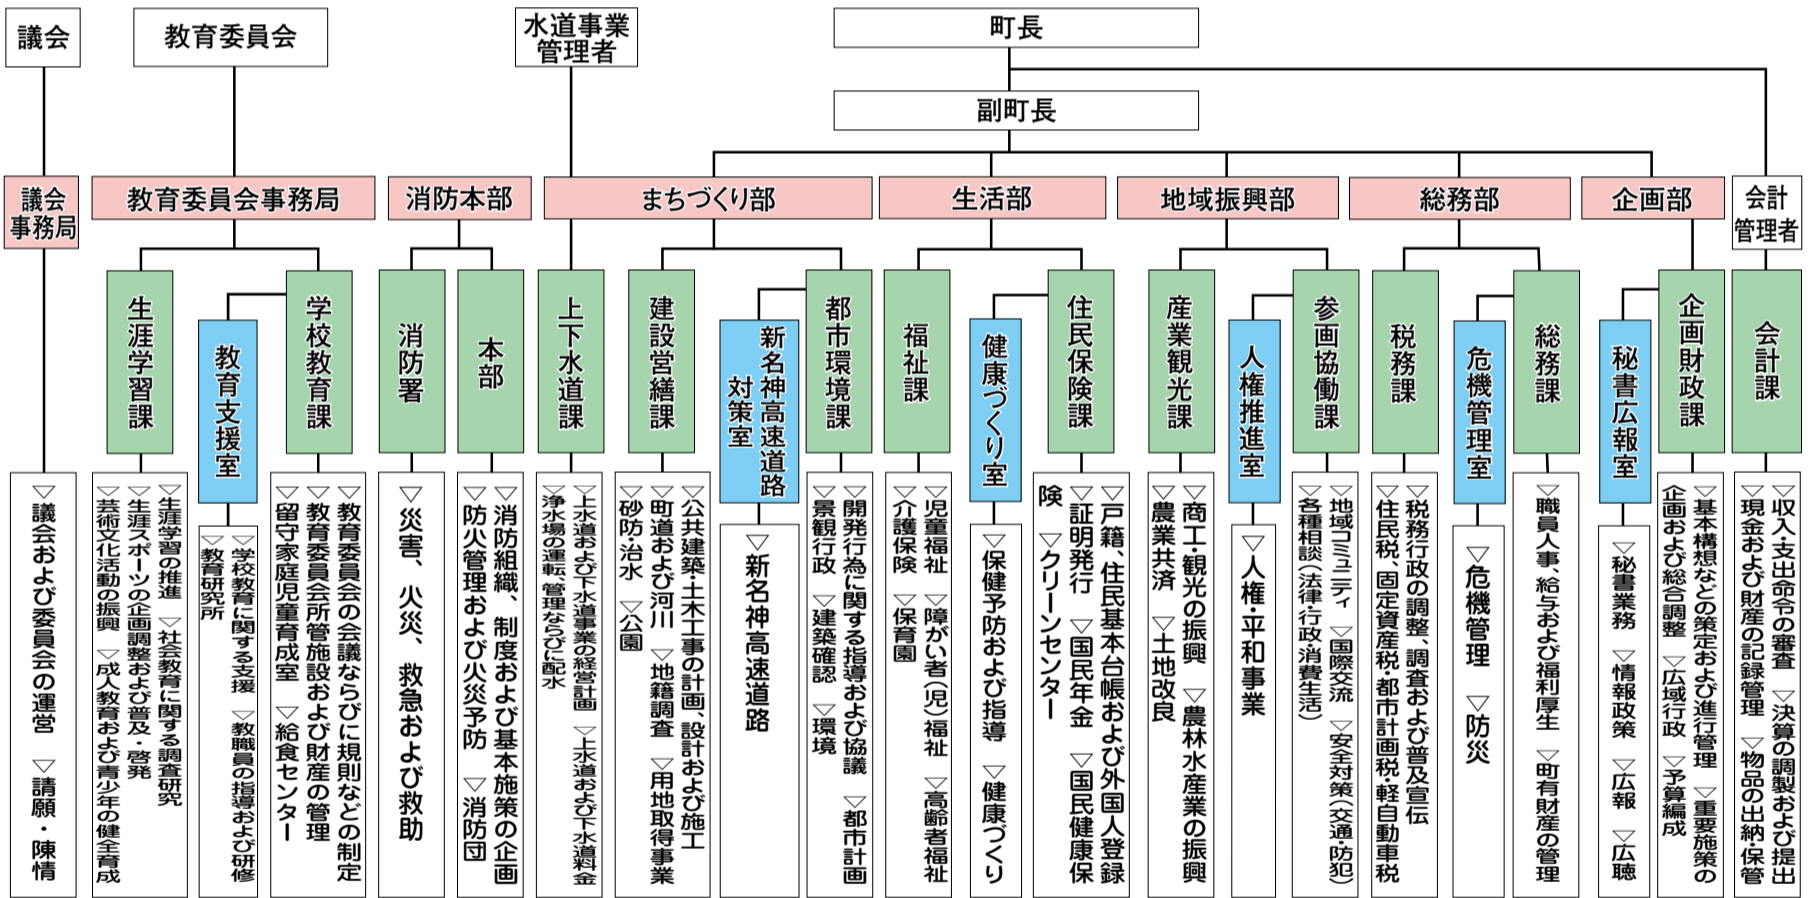 議会
教育委員会
水道事業
管理者
町長
副町長
議会
事務局
教育委員会事務局
消防本部
まちづくり部
生活部
地域振興部
総務部
企画部
会計
管理者
生涯学習課
教育支援室
学校教育課
消防署
本部
上下水道課
建設営繕課
新名神高速道路
対策室
都市環境課
福祉課
健康づくり室
住民保険課
産業観光課
人権推進室
参画協働課
税務課
危機管理室
総務課
秘書広報室
企画財政課
会計課
▽議会および委員会の運営 ▽請願・陳情
▽生涯学習の推進 ▽社会教育に関する調査研究
▽生涯スポーツの企画調整および普及・啓発
▽芸術文化活動の振興 ▽成人教育および青少年の健全育成
▽学校教育に関する支援 ▽教職員の指導および研修
▽教育研究所
▽教育委員会の会議ならびに規則などの制定
▽教育委員会所管施設および財産の管理
▽留守家庭児童育成室 ▽給食センター
▽災害、火災、救急および救助
▽消防組織、制度および基本施策の企画
▽防火管理および火災予防 ▽消防団
▽上水道および下水道事業の経営計画 ▽上水道および下水道料金
浄水場の運転、管理ならびに配水
▽公共建築・土木工事の計画、設計および施工
▽町道および河川 ▽地籍調査 ▽用地取得事業
砂防・治水 ▽公園
▽新名神高速道路
▽開発行為に関する指導および協議 ▽都市計画
▽景観行政 ▽建築確認 ▽環境
▽児童福祉 ▽障がい者(児)福祉 ▽高齢者福祉
▽介護保険 ▽保育園
▽保健予防および指導 ▽健康づくり
▽戸籍、住民基本台帳および外国人登録
▽証明発行 ▽国民年金 ▽国民健康保
険 ▽クリーンセンター
▽商工・観光の振興 ▽農林水産業の振興
▽農業共済 ▽土地改良
▽人権・平和事業
▽地域コミュニティ ▽国際交流 ▽安全対策(交通・防犯)
▽各種相談(法律・行政・消費生活)
▽税務行政の調整、調査および普及宣伝
▽住民税、固定資産税・都市計画税・軽自動車税
▽危機管理 ▽防災
▽職員人事、給与および福利厚生 ▽町有財産の管理
▽秘書業務 ▽情報政策 ▽広報 ▽広聴
▽基本構想などの策定および進行管理 ▽重要施策の
企画および総合調整 ▽広域行政 ▽予算編成
▽収入・支出命令の審査 ▽決算の調製および提出
▽現金および財産の記録管理 ▽物品の出納・保管